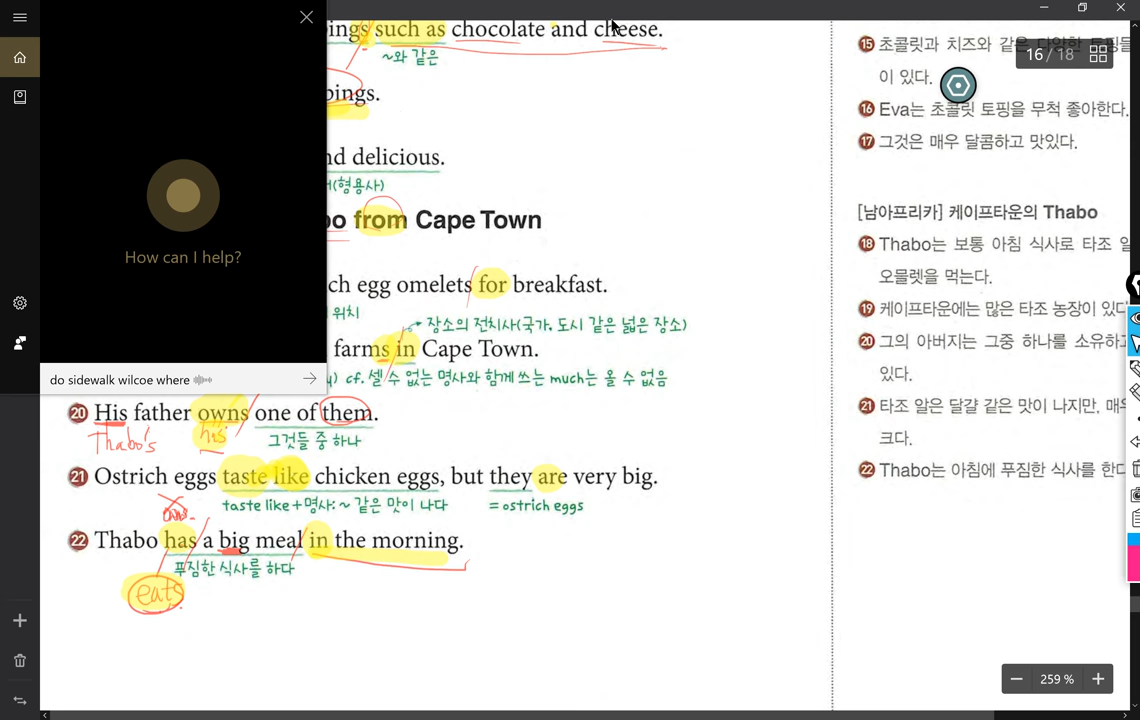 ings such as chocolate and cheese.
~와 같은
pings.
nd delicious.
(형용사)
bo from Cape Town
ch egg omelets for breakfast.
위치
장소의 전치사(국가, 도시 같은 넓은 장소)
farms in Cape Town.
cf. 셀 수 없는 명사와 함께 쓰는 much는 올 수 없음
How can I help?
do sidewalk wilcoe where
20 His father owns one of them.
Thabo's
has
그것들 중 하나
21 Ostrich eggs taste like chicken eggs, but they are very big.
taste like + 명사: ~ 같은 맛이 나다
= ostrich eggs
22 Thabo has a big meal in the morning.
푸짐한 식사를 하다
eats
16 / 18
15 초콜릿과 치즈와 같은 다양한 토핑들
이 있다.
16 Eva는 초콜릿 토핑을 무척 좋아한다.
17 그것은 매우 달콤하고 맛있다.
[남아프리카] 케이프타운의 Thabo
18 Thabo는 보통 아침 식사로 타조 알
오믈렛을 먹는다.
19 케이프타운에는 많은 타조 농장이 있다
20 그의 아버지는 그중 하나를 소유하고
있다.
21 타조 알은 달걀 같은 맛이 나지만, 매우
크다.
22 Thabo는 아침에 푸짐한 식사를 한다
259 %